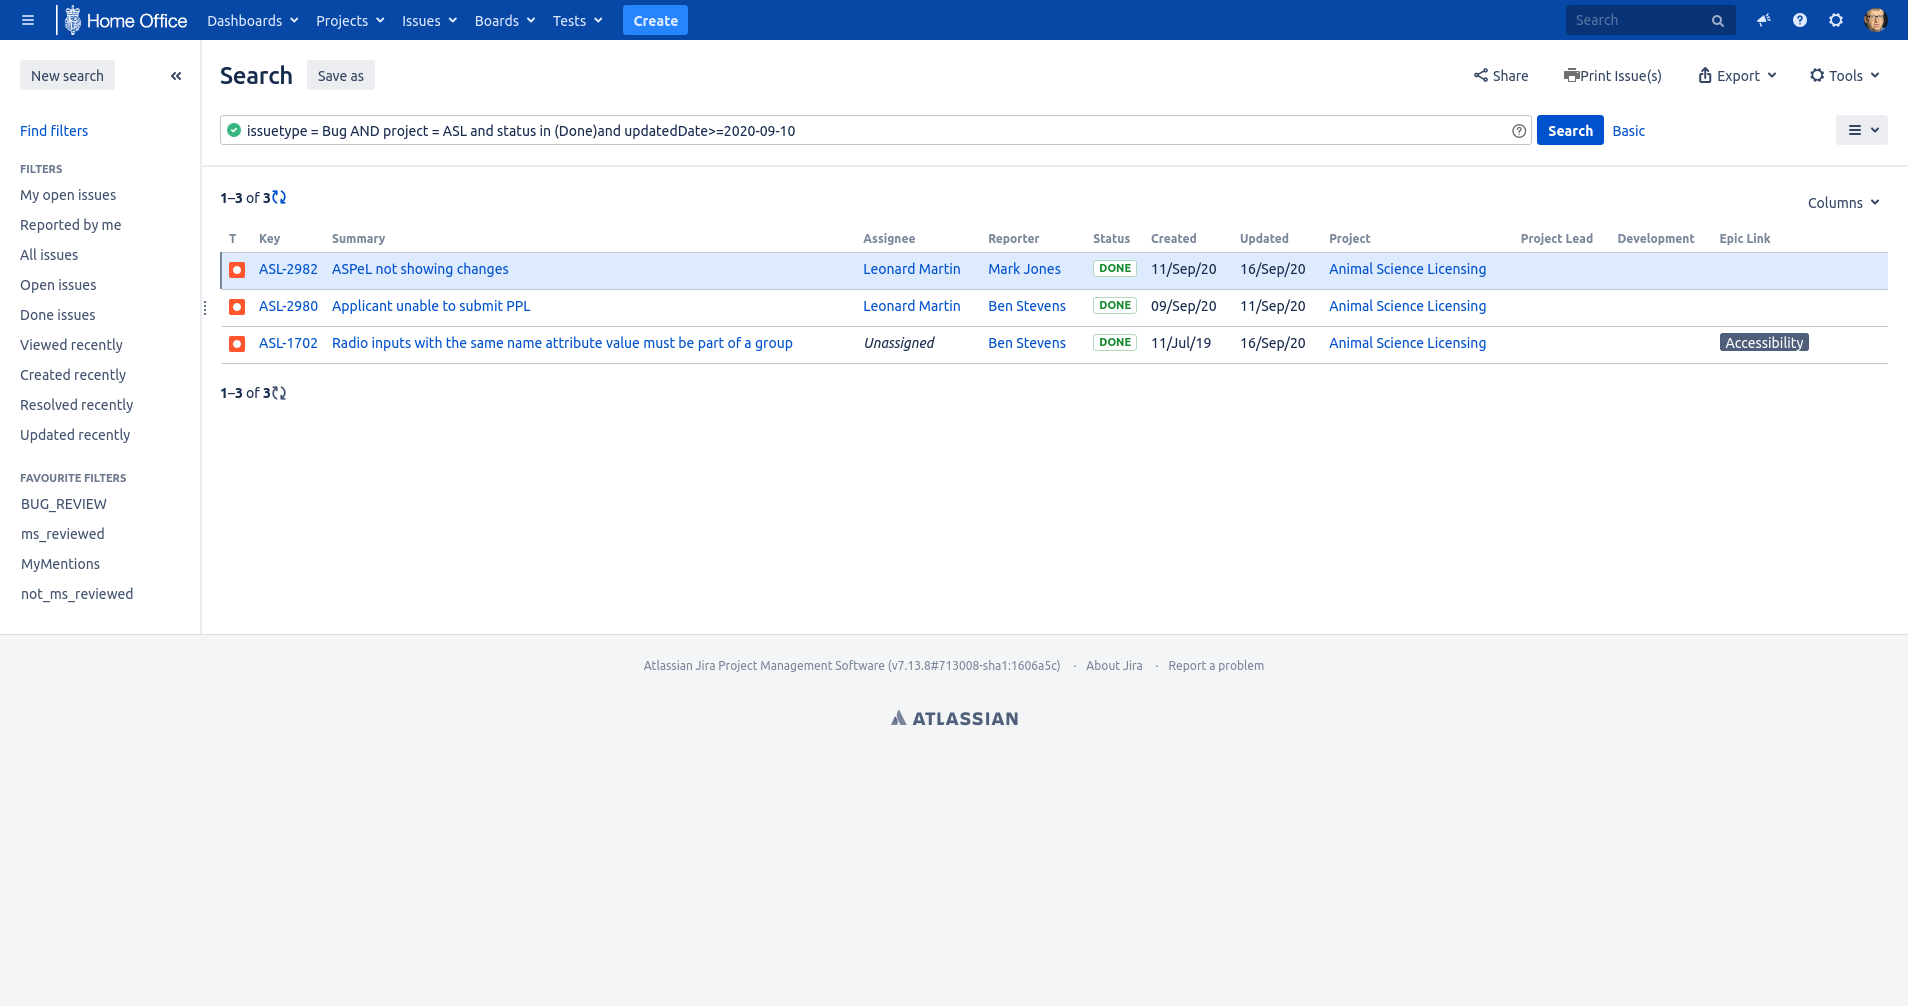 Home Office Dashboards Projects Issues Boards Tests Create Search
New search
Find filters
FILTERS
My open issues
Reported by me
All issues
Open issues
Done issues
Viewed recently
Created recently
Resolved recently
Updated recently
FAVOURITE FILTERS
BUG_REVIEW
ms_reviewed
MyMentions
not_ms_reviewed
Search Save as Share Print Issue(s) Export Tools
issuetype = Bug AND project = ASL and status in (Done)and updatedDate>=2020-09-10 Search Basic
1–3 of 3
Columns
T Key Summary Assignee Reporter Status Created Updated Project Project Lead Development Epic Link
ASL-2982 ASPeL not showing changes Leonard Martin Mark Jones DONE 11/Sep/20 16/Sep/20 Animal Science Licensing
ASL-2980 Applicant unable to submit PPL Leonard Martin Ben Stevens DONE 09/Sep/20 11/Sep/20 Animal Science Licensing
ASL-1702 Radio inputs with the same name attribute value must be part of a group Unassigned Ben Stevens DONE 11/Jul/19 16/Sep/20 Animal Science Licensing Accessibility
1–3 of 3
Atlassian Jira Project Management Software (v7.13.8#713008-sha1:1606a5c) · About Jira · Report a problem
ATLASSIAN